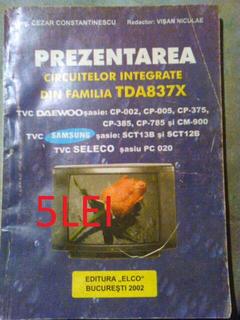 CEZAR CONSTANTINESCU Redactor: VIŞAN NICULAE
PREZENTAREA
CIRCUITELOR INTEGRATE
DIN FAMILIA TDA837X
TVC DAEWOO şasie: CP-002, CP-005, CP-375,
CP-385, CP-785 şi CM-900
TVC SAMSUNG şasie: SCT13B şi SCT12B
TVC SELECO şasiu PC 020
5LEI
EDITURA „ELCO”
BUCUREŞTI 2002